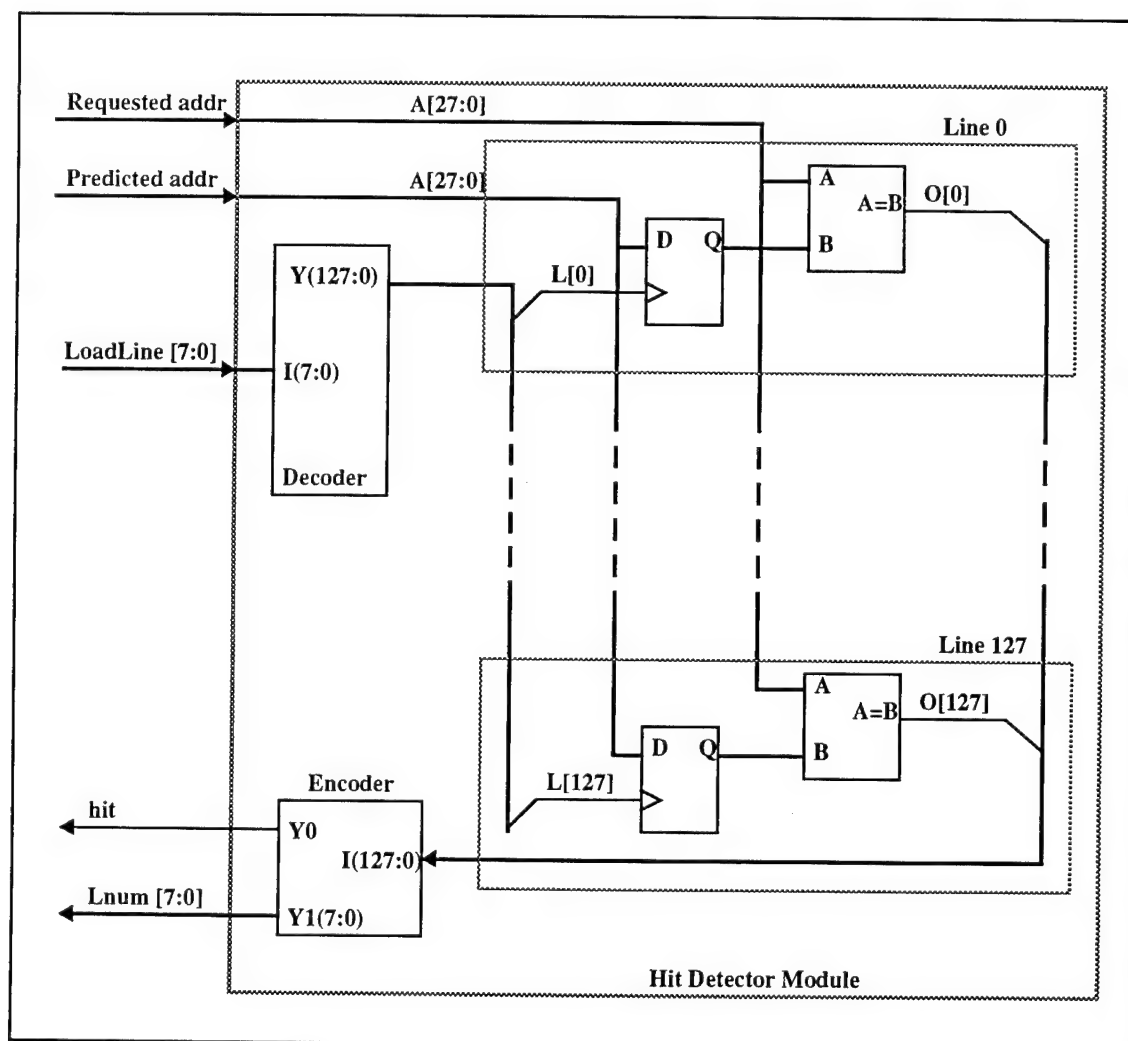 Requested addr
A[27:0]
Line 0
Predicted addr
A[27:0]
A
A=B
O[0]
B
D
Q
L[0]
Y(127:0)
LoadLine [7:0]
I(7:0)
Decoder
Line 127
A
A=B
O[127]
B
D
Q
L[127]
Encoder
hit
Y0
I(127:0)
Lnum [7:0]
Y1(7:0)
Hit Detector Module